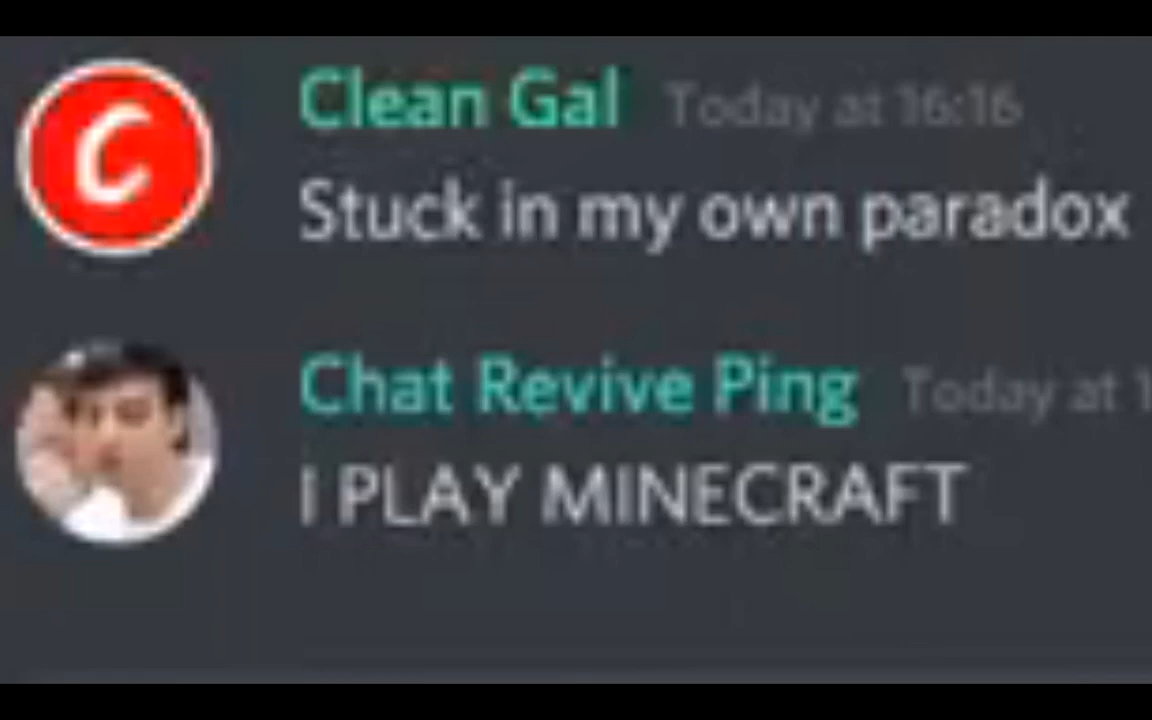 C
Clean Gal Today at 16:16
Stuck in my own paradox
Chat Revive Ping Today at 1
I PLAY MINECRAFT